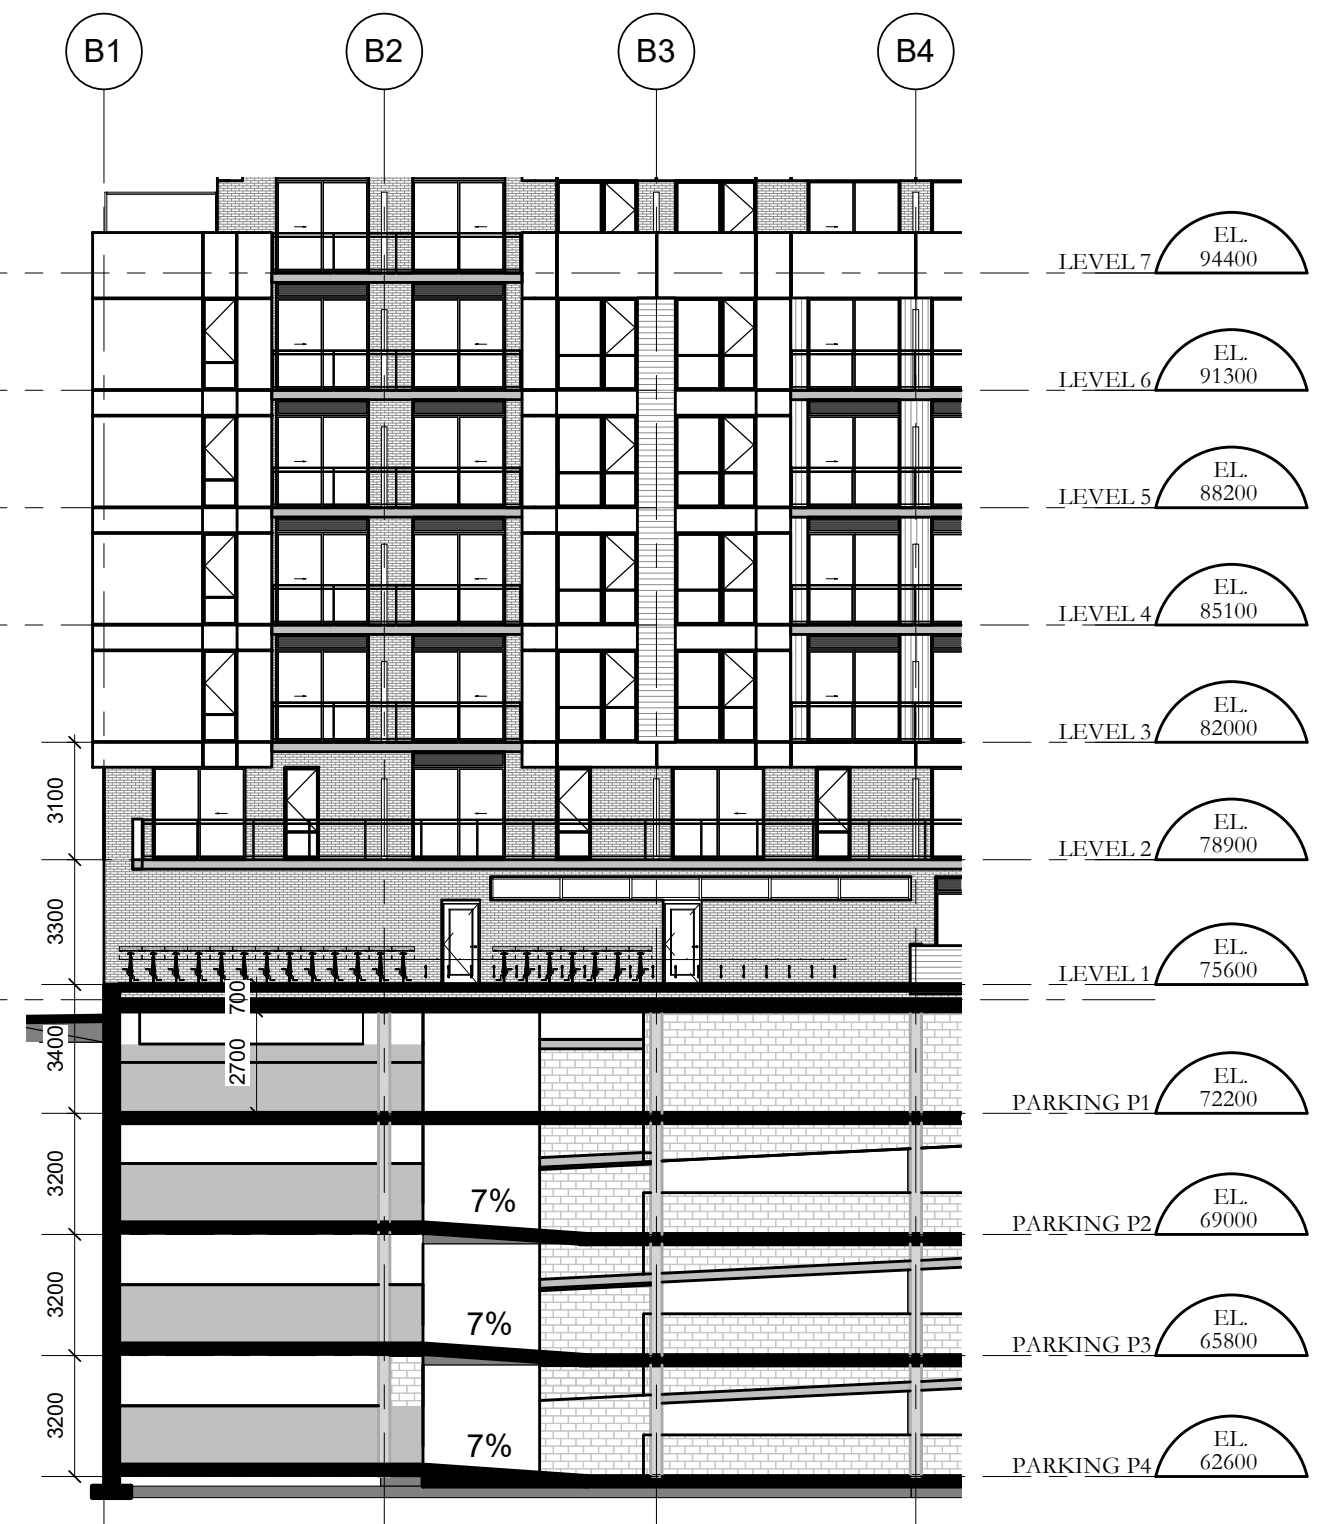 B1 B2 B3 B4
EL.
LEVEL 7 94400
EL.
LEVEL 6 91300
EL.
LEVEL 5 88200
EL.
LEVEL 4 85100
EL.
LEVEL 3 82000
3100
EL.
LEVEL 2 78900
3300
EL.
LEVEL 1 75600
700
3400
2700
EL.
PARKING P1 72200
3200
7%
EL.
PARKING P2 69000
3200
7%
EL.
PARKING P3 65800
3200
7%
EL.
PARKING P4 62600